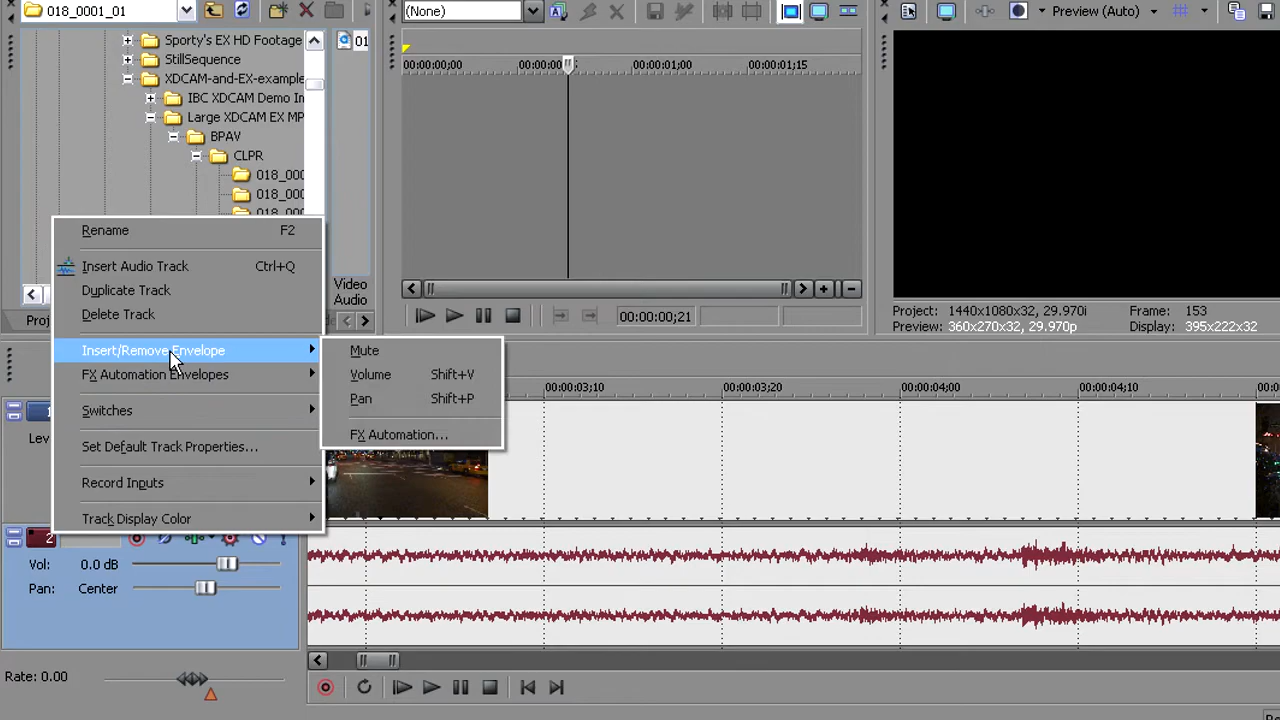 018_0001_01
(None)
Preview (Auto)
Sporty's EX HD Footage
StillSequence
XDCAM-and-EX-example
IBC XDCAM Demo In
Large XDCAM EX MP
BPAV
CLPR
018_000
018_000
01
00:00:00;00
00:00:01;00
00:00:01;15
Video
Audio
00:00:00;21
Project: 1440x1080x32, 29.970i
Frame: 153
Preview: 360x270x32, 29.970p
Display: 395x222x32
Rename F2
Insert Audio Track Ctrl+Q
Duplicate Track
Delete Track
Insert/Remove Envelope
FX Automation Envelopes
Switches
Set Default Track Properties...
Record Inputs
Track Display Color
Mute
Volume Shift+V
Pan Shift+P
FX Automation...
00:00:03;10
00:00:03;20
00:00:04;00
00:00:04;10
2
Vol: 0.0 dB
Pan: Center
Rate: 0.00